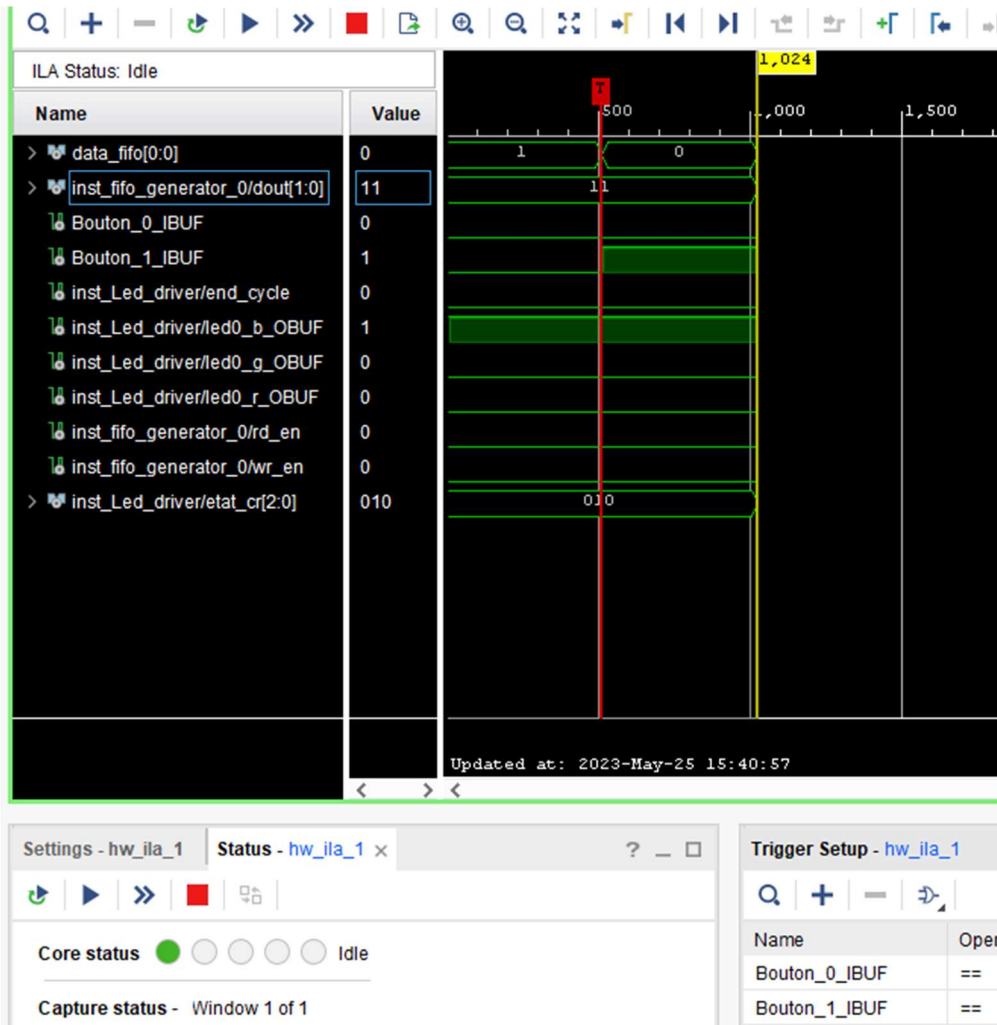 1,024
ILA Status: Idle
T
Name Value
500 1,000 1,500
data_fifo[0:0] 0 1 0
inst_fifo_generator_0/dout[1:0] 11 11
Bouton_0_IBUF 0
Bouton_1_IBUF 1
inst_Led_driver/end_cycle 0
inst_Led_driver/led0_b_OBUF 1
inst_Led_driver/led0_g_OBUF 0
inst_Led_driver/led0_r_OBUF 0
inst_fifo_generator_0/rd_en 0
inst_fifo_generator_0/wr_en 0
inst_Led_driver/etat_cr[2:0] 010 010
Updated at: 2023-May-25 15:40:57
Settings - hw_ila_1 Status - hw_ila_1
Trigger Setup - hw_ila_1
Core status Idle
Capture status - Window 1 of 1
Name Oper
Bouton_0_IBUF ==
Bouton_1_IBUF ==